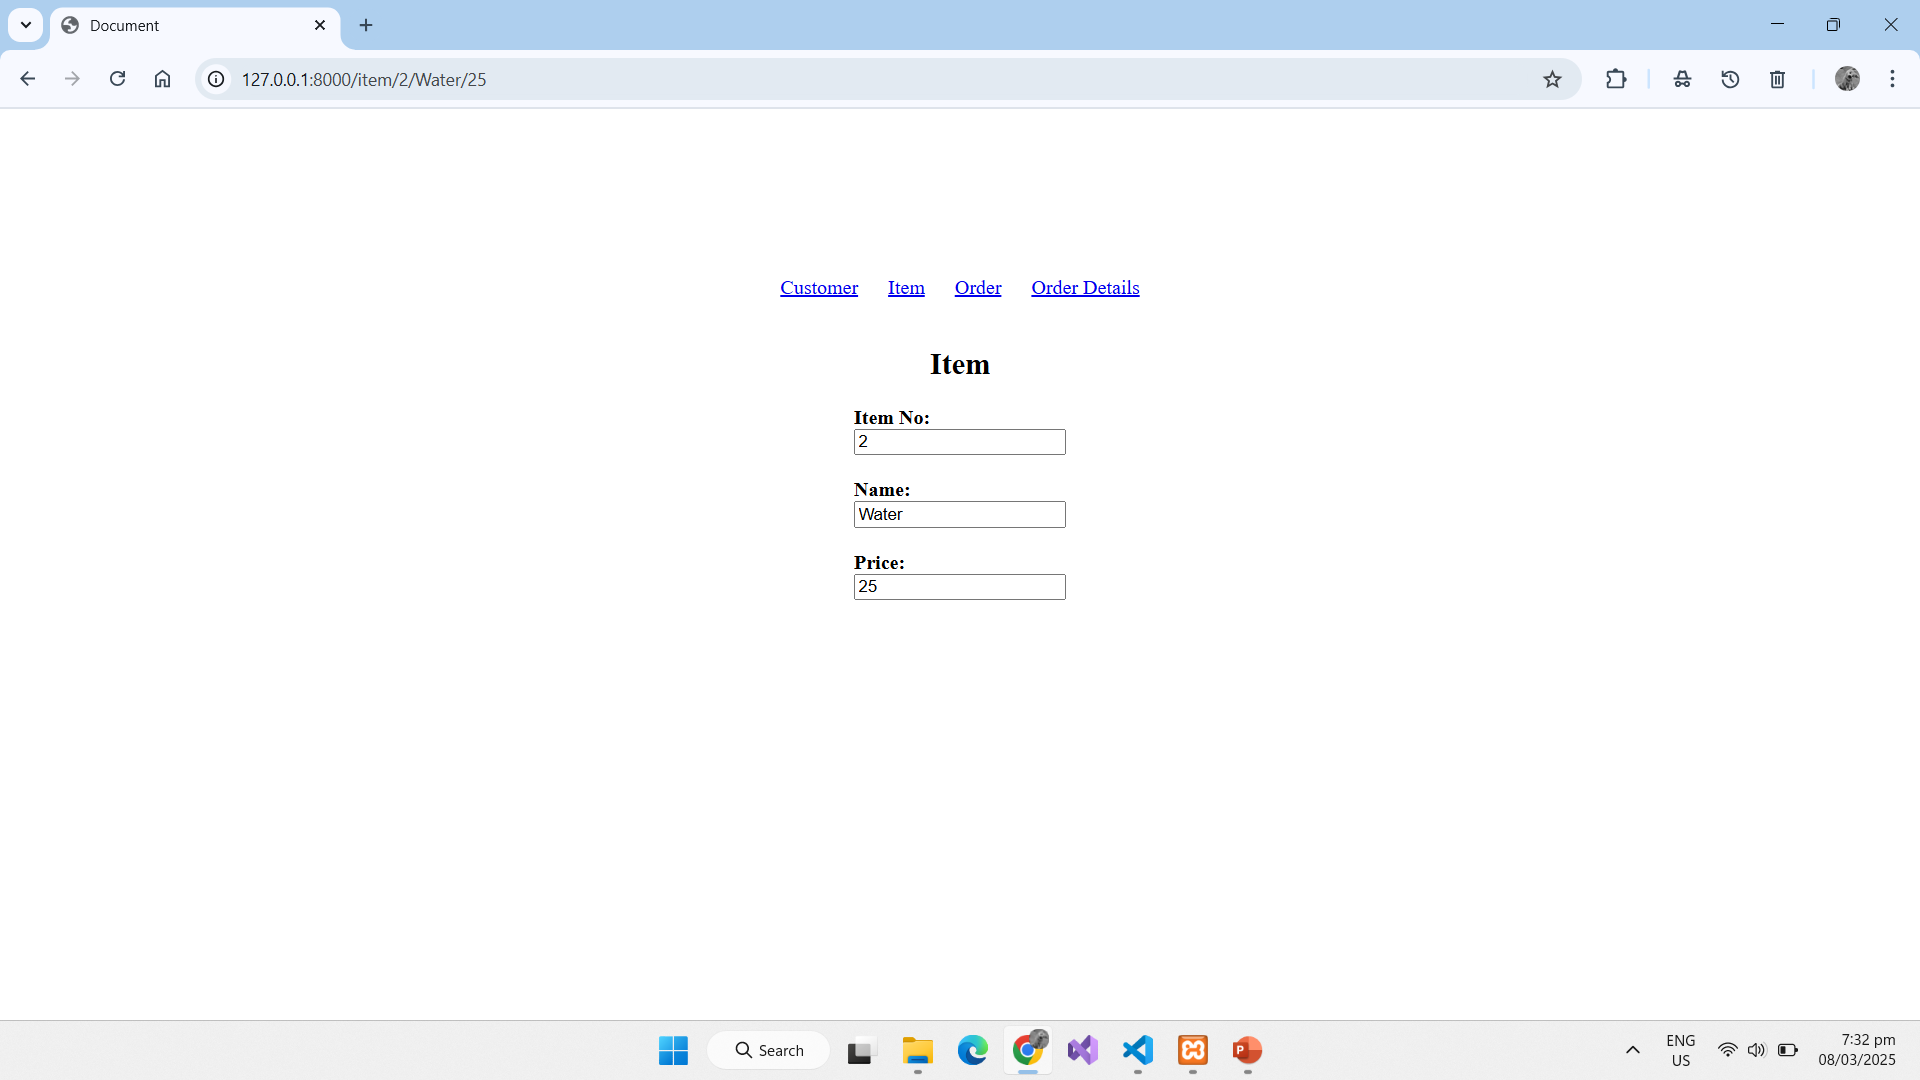 Document
127.0.0.1:8000/item/2/Water/25
Customer Item Order Order Details
Item
Item No:
2
Name:
Water
Price:
25
Search
P
ENG
US
7:32 pm
08/03/2025